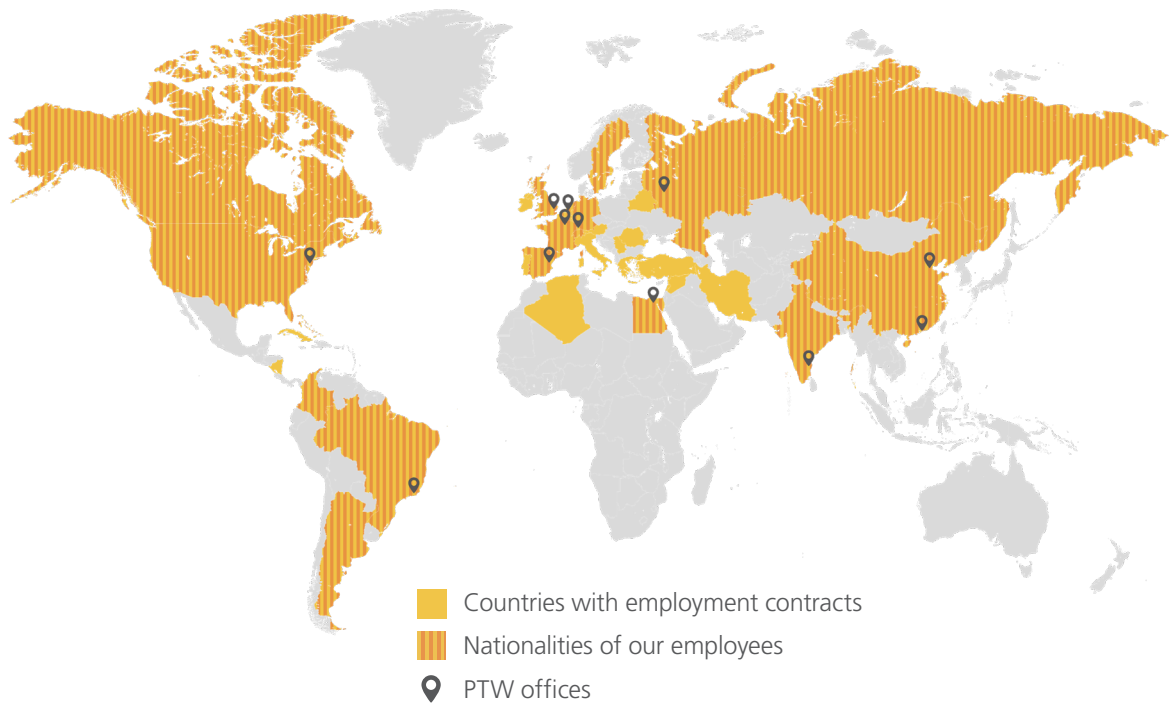 Countries with employment contracts
Nationalities of our employees
PTW offices